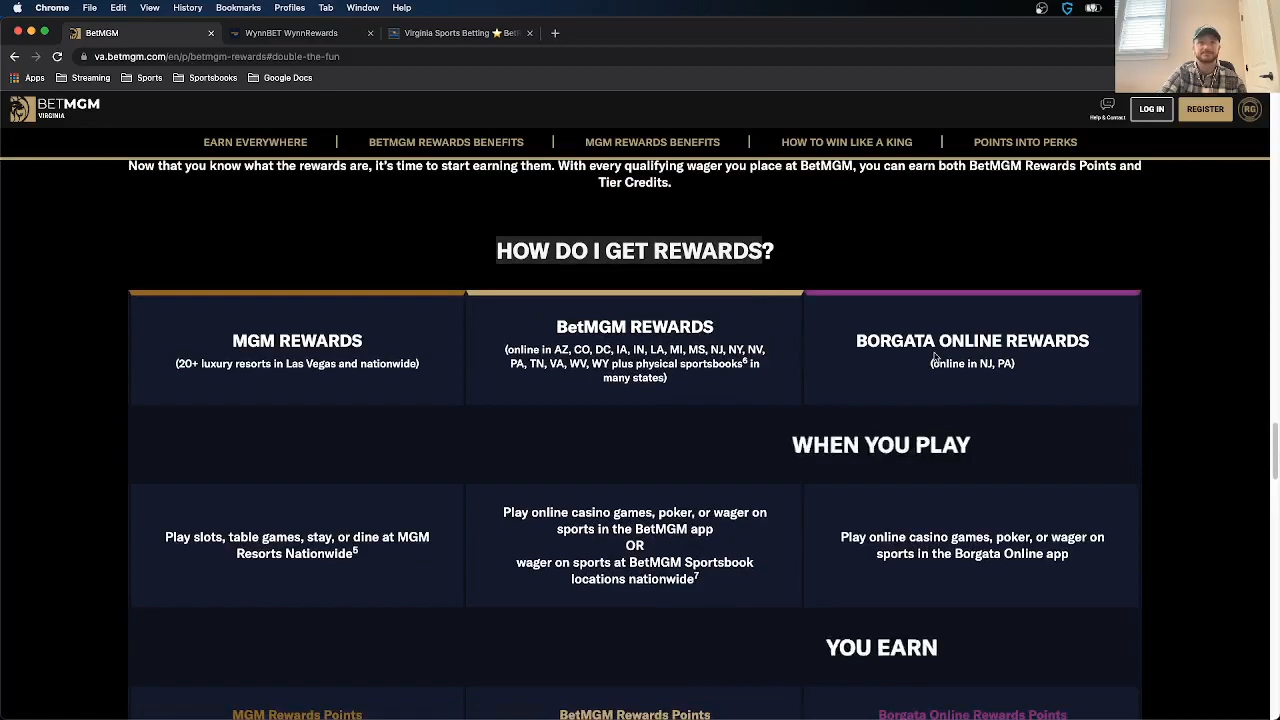 Chrome File Edit View History Bookmarks Profiles Tab Window Help
BetMGM
va.betmgm.com/en/p/betmgm-rewards#double-the-fun
Apps Streaming Sports Sportsbooks Google Docs
BETMGM
VIRGINIA
Help & Contact
LOG IN
REGISTER
RG
EARN EVERYWHERE
BETMGM REWARDS BENEFITS
MGM REWARDS BENEFITS
HOW TO WIN LIKE A KING
POINTS INTO PERKS
Now that you know what the rewards are, it's time to start earning them. With every qualifying wager you place at BetMGM, you can earn both BetMGM Rewards Points and
Tier Credits.
HOW DO I GET REWARDS?
MGM REWARDS
(20+ luxury resorts in Las Vegas and nationwide)
BetMGM REWARDS
(online in AZ, CO, DC, IA, IN, LA, MI, MS, NJ, NY, NV,
PA, TN, VA, WV, WY plus physical sportsbooks6 in
many states)
BORGATA ONLINE REWARDS
(online in NJ, PA)
WHEN YOU PLAY
Play slots, table games, stay, or dine at MGM
Resorts Nationwide5
Play online casino games, poker, or wager on
sports in the BetMGM app
OR
wager on sports at BetMGM Sportsbook
locations nationwide7
Play online casino games, poker, or wager on
sports in the Borgata Online app
YOU EARN
MGM Rewards Points
BetMGM Rewards Points
Borgata Online Rewards Points